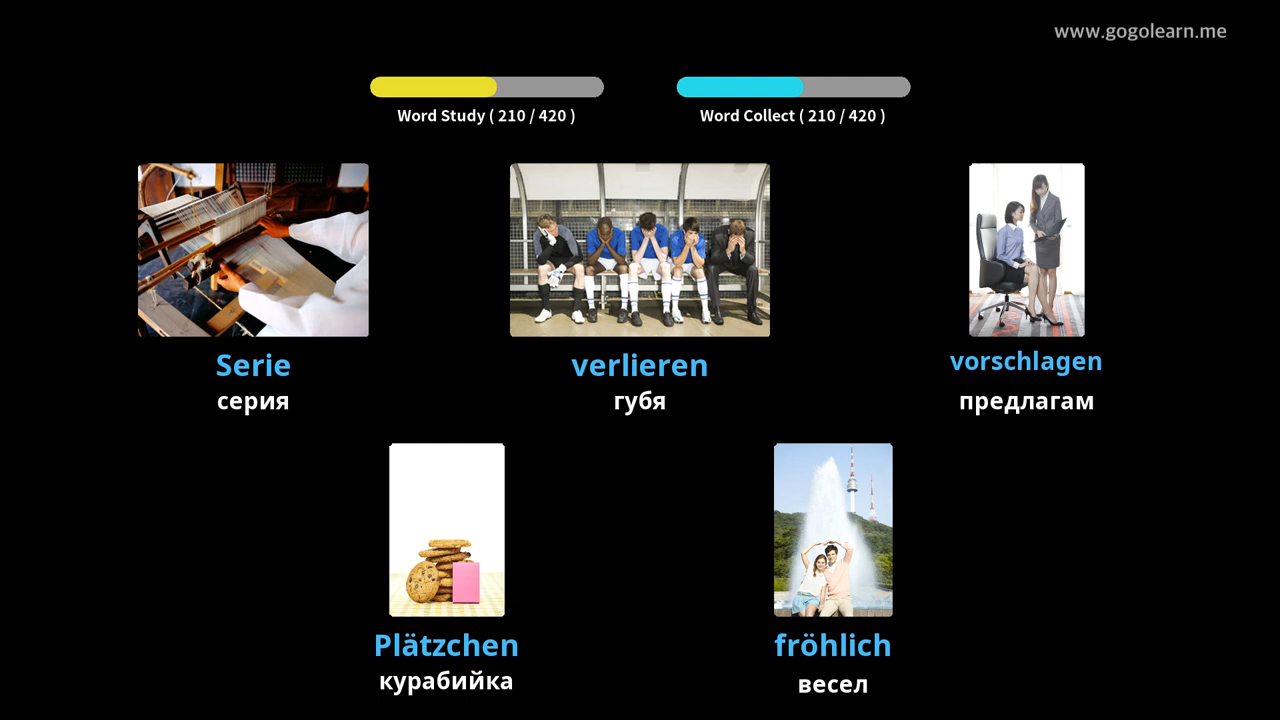 www.gogolearn.me
Word Study ( 210 / 420 )
Word Collect ( 210 / 420 )
Serie
серия
verlieren
губя
vorschlagen
предлагам
Plätzchen
курабийка
fröhlich
весел